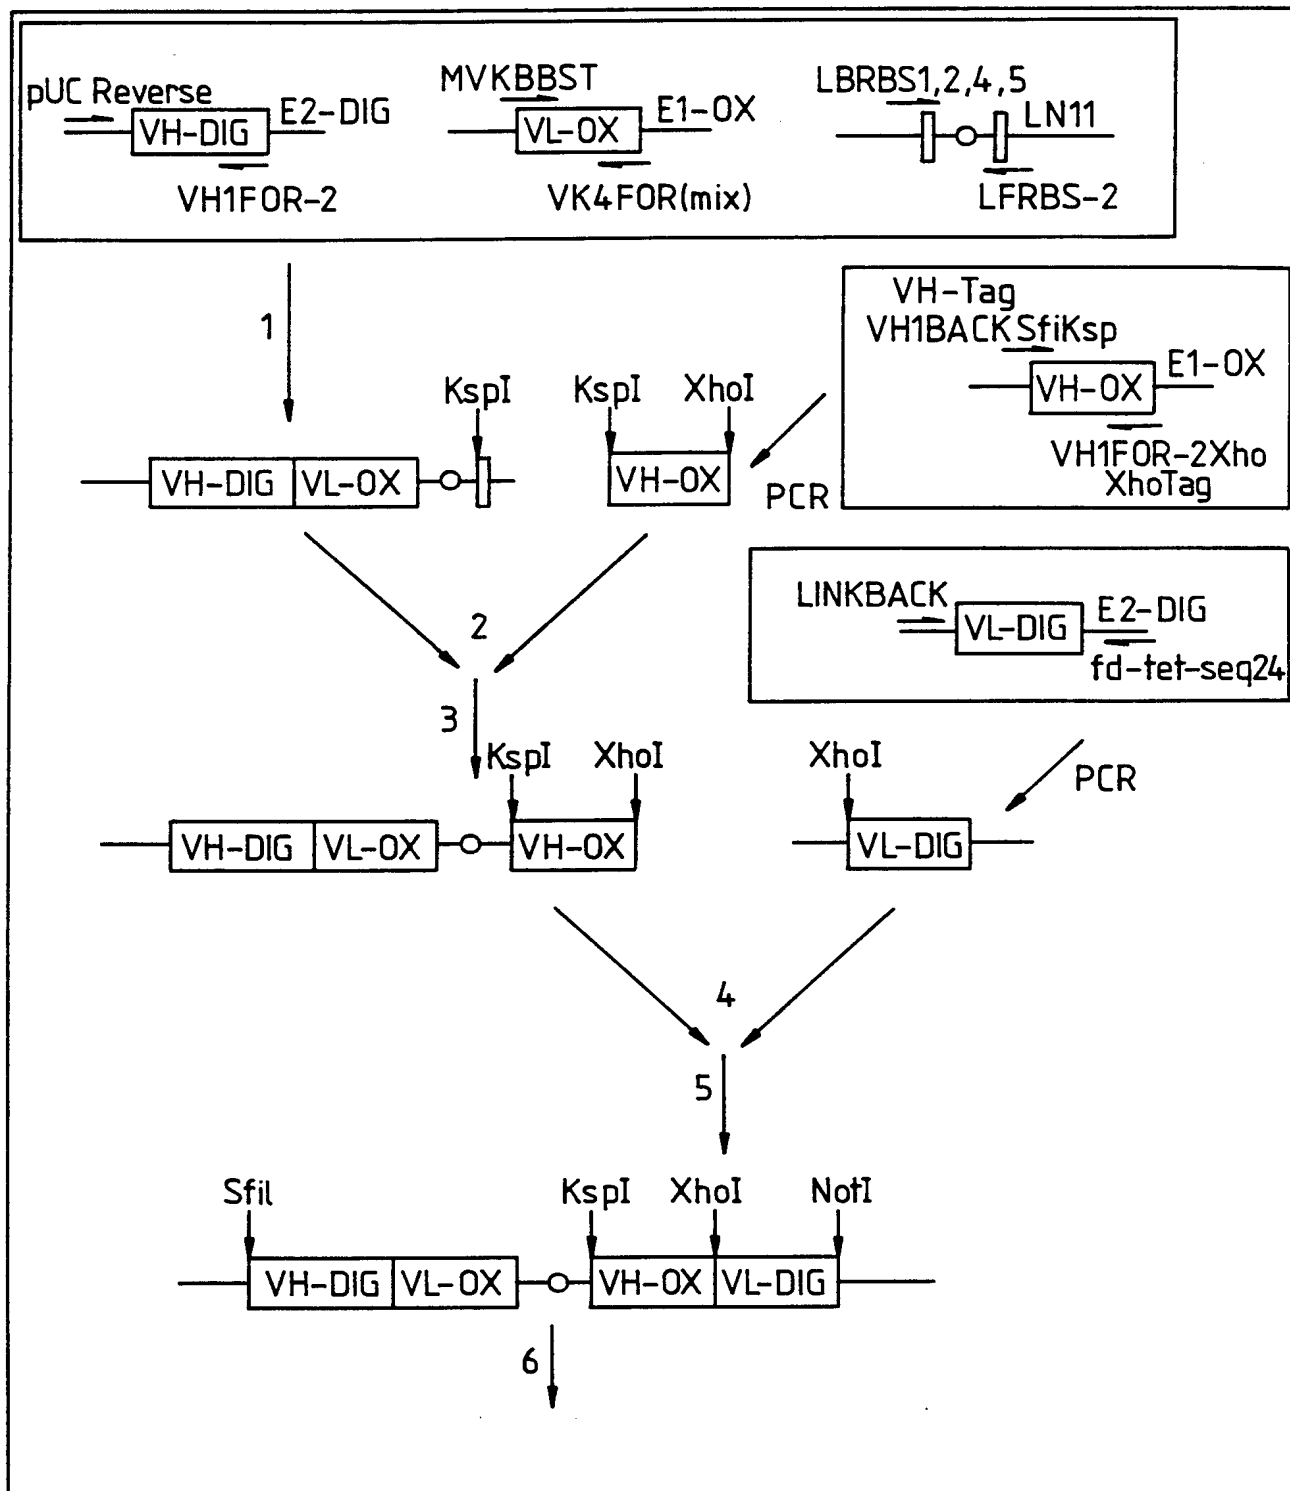 pUC Reverse
VH-DIG
E2-DIG
VH1FOR-2
MVKBBST
VL-OX
E1-OX
VK4FOR(mix)
LBRBS1,2,4,5
LN11
LFRBS-2
1
VH-Tag
VH1BACKSfiKsp
VH-OX
E1-OX
VH1FOR-2Xho
XhoTag
KspI
KspI
XhoI
VH-DIG
VL-OX
VH-OX
PCR
2
LINKBACK
VL-DIG
E2-DIG
fd-tet-seq24
3
KspI
XhoI
XhoI
PCR
VH-DIG
VL-OX
VH-OX
VL-DIG
4
5
SfiI
KspI
XhoI
NotI
VH-DIG
VL-OX
VH-OX
VL-DIG
6